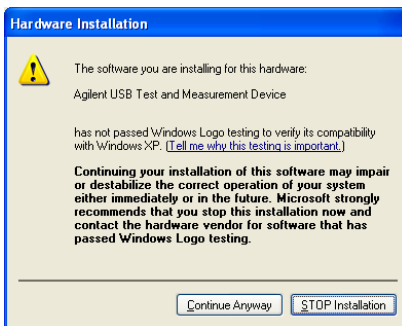 Hardware Installation
The software you are installing for this hardware:
Agilent USB Test and Measurement Device
has not passed Windows Logo testing to verify its compatibility
with Windows XP. (Tell me why this testing is important.)
Continuing your installation of this software may impair
or destabilize the correct operation of your system
either immediately or in the future. Microsoft strongly
recommends that you stop this installation now and
contact the hardware vendor for software that has
passed Windows Logo testing.
Continue Anyway STOP Installation